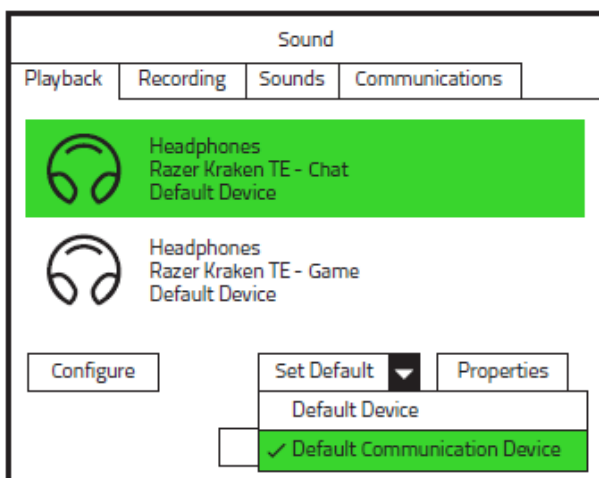 Sound
Playback Recording Sounds Communications
Headphones
Razer Kraken TE - Chat
Default Device
Headphones
Razer Kraken TE - Game
Default Device
Configure Set Default Properties
Default Device
✓ Default Communication Device